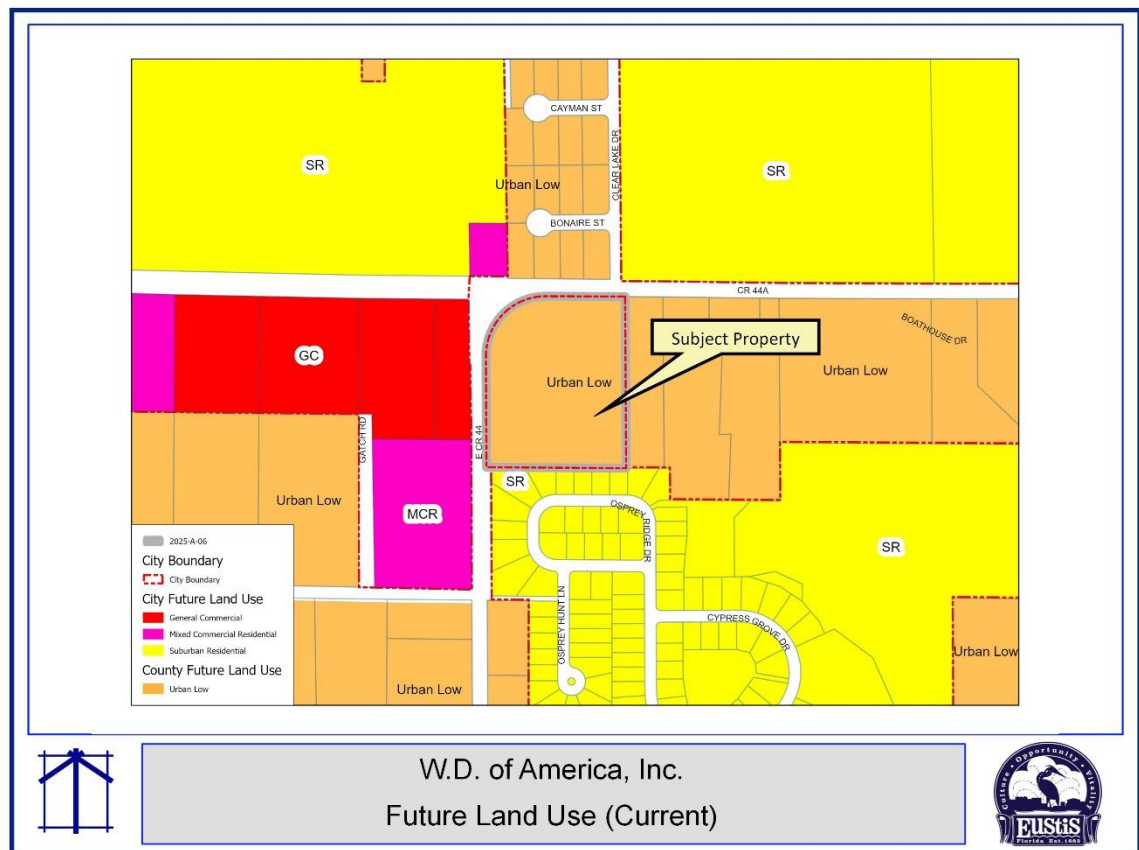 CAYMAN ST
CLEAR LAKE DR
SR
Urban Low
SR
BONAIRE ST
CR 44A
BOATHOUSE DR
Subject Property
GC
Urban Low
Urban Low
GATCH RD
E CR 44
SR
Urban Low
MCR
OSPREY RIDGE DR
SR
OSPREY HUNT LN
CYPRESS GROVE DR
Urban Low
Urban Low
2025-A-06
City Boundary
City Boundary
City Future Land Use
General Commercial
Mixed Commercial Residential
Suburban Residential
County Future Land Use
Urban Low
W.D. of America, Inc.
Future Land Use (Current)
Culture • Opportunity • Vitality
EUStiS
Florida Est. 1883